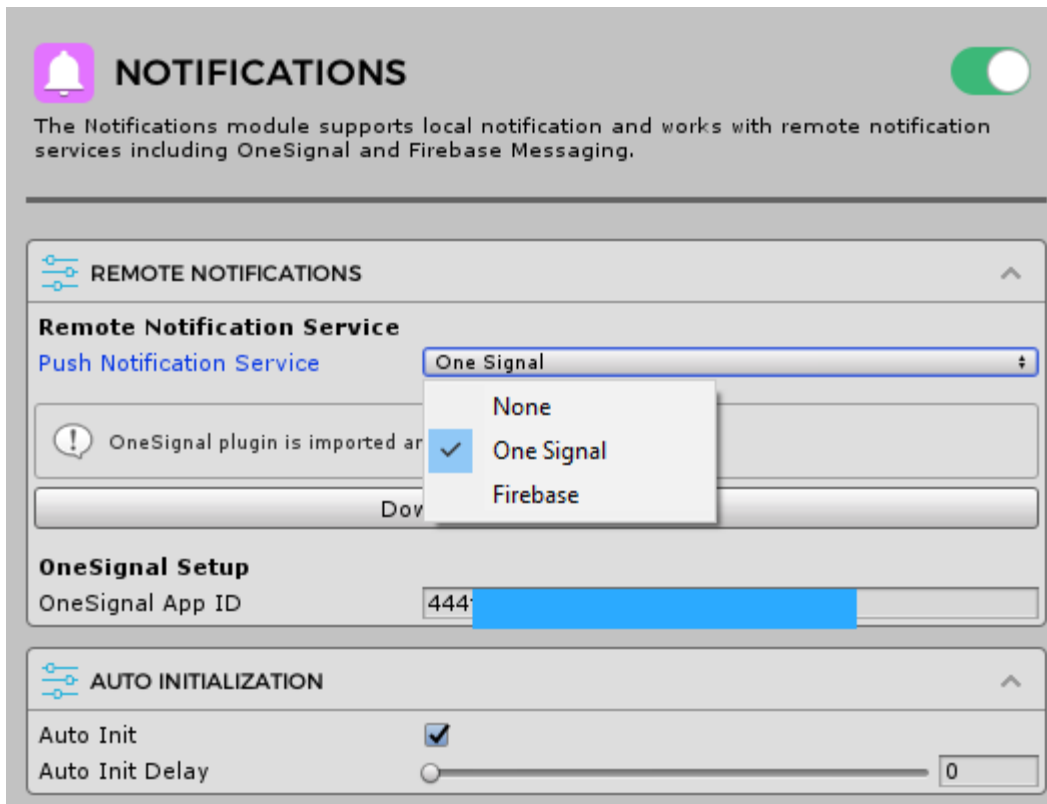 NOTIFICATIONS
The Notifications module supports local notification and works with remote notification
services including OneSignal and Firebase Messaging.
REMOTE NOTIFICATIONS
Remote Notification Service
Push Notification Service One Signal
None
OneSignal plugin is imported
One Signal
Firebase
OneSignal Setup
OneSignal App ID 444
AUTO INITIALIZATION
Auto Init
Auto Init Delay 0